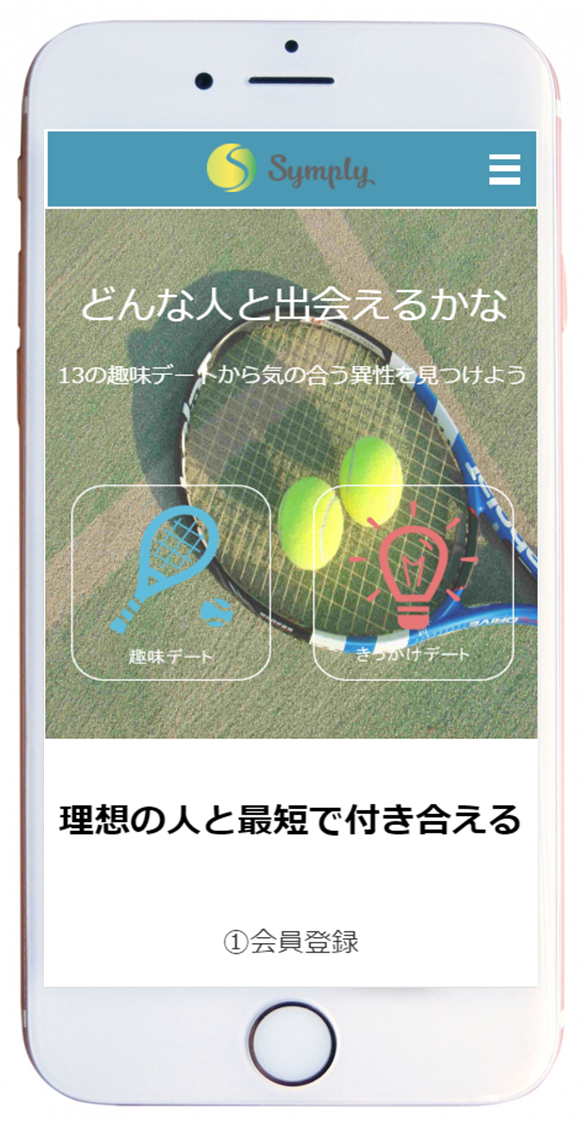 Symply
どんな人と出会えるかな
13の趣味デートから気の合う異性を見つけよう
趣味デート
きっかけデート
理想の人と最短で付き合える
①会員登録